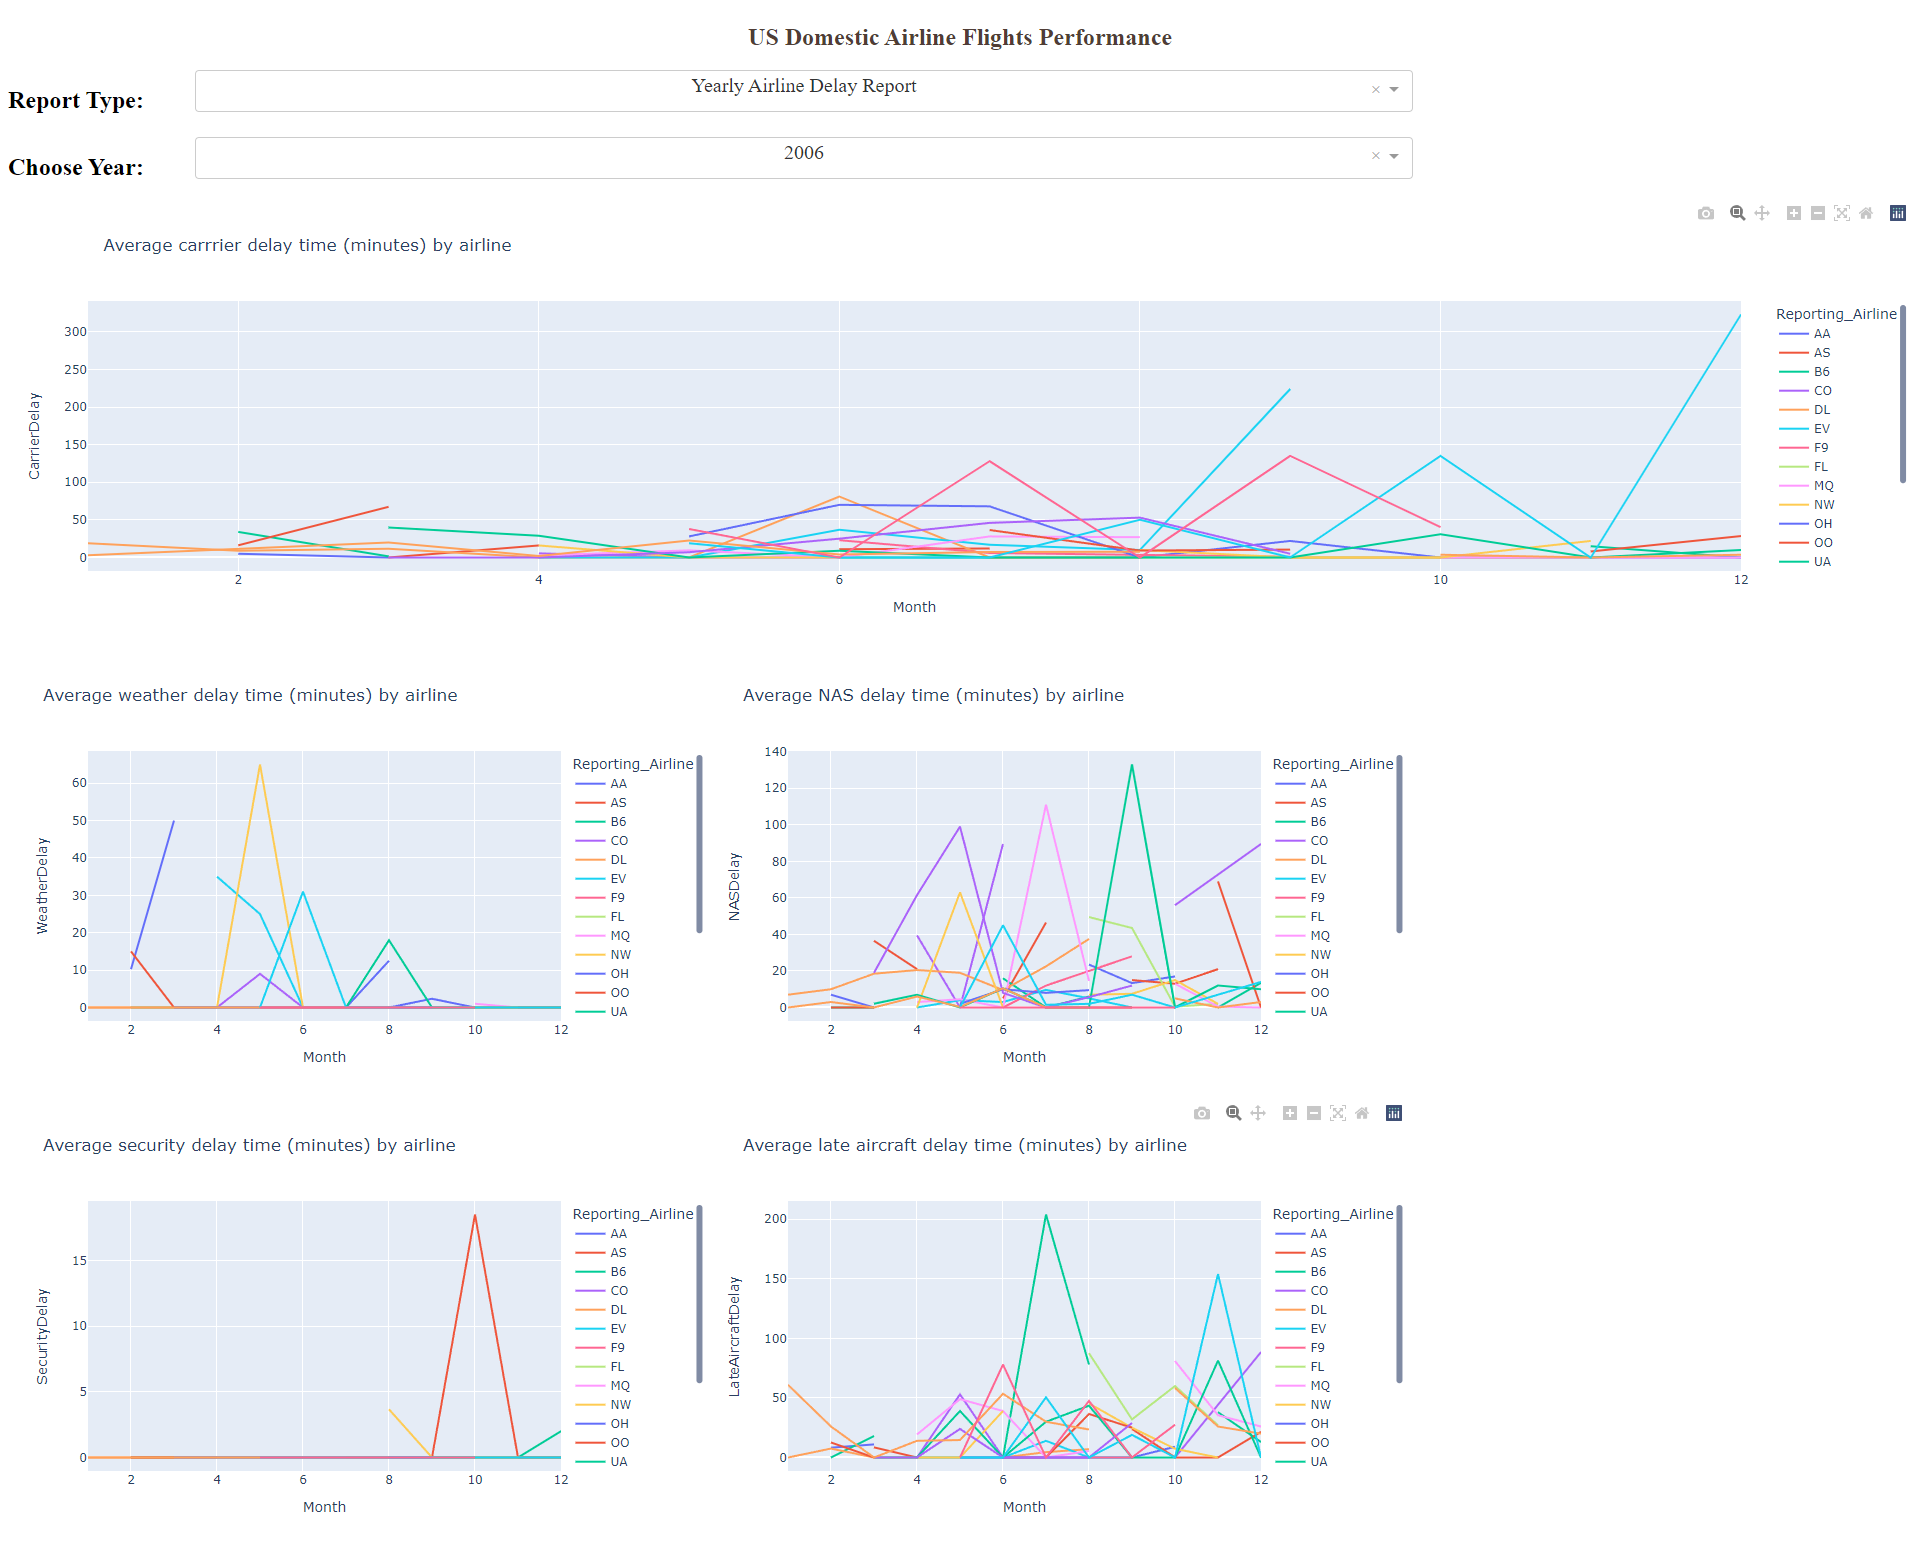 US Domestic Airline Flights Performance
Report Type:
Yearly Airline Delay Report
× 
Choose Year:
2006
×
Average carrrier delay time (minutes) by airline
300
250
200
150
100
50
0
CarrierDelay
2 4 6 8 10 12
Month
Reporting_Airline
AA
AS
B6
CO
DL
EV
F9
FL
MQ
NW
OH
OO
UA
Average weather delay time (minutes) by airline
60
50
40
30
20
10
0
WeatherDelay
2 4 6 8 10 12
Month
Reporting_Airline
AA
AS
B6
CO
DL
EV
F9
FL
MQ
NW
OH
OO
UA
Average NAS delay time (minutes) by airline
140
120
100
80
60
40
20
0
NASDelay
2 4 6 8 10 12
Month
Reporting_Airline
AA
AS
B6
CO
DL
EV
F9
FL
MQ
NW
OH
OO
UA
Average security delay time (minutes) by airline
15
10
5
0
SecurityDelay
2 4 6 8 10 12
Month
Reporting_Airline
AA
AS
B6
CO
DL
EV
F9
FL
MQ
NW
OH
OO
UA
Average late aircraft delay time (minutes) by airline
200
150
100
50
0
LateAircraftDelay
2 4 6 8 10 12
Month
Reporting_Airline
AA
AS
B6
CO
DL
EV
F9
FL
MQ
NW
OH
OO
UA